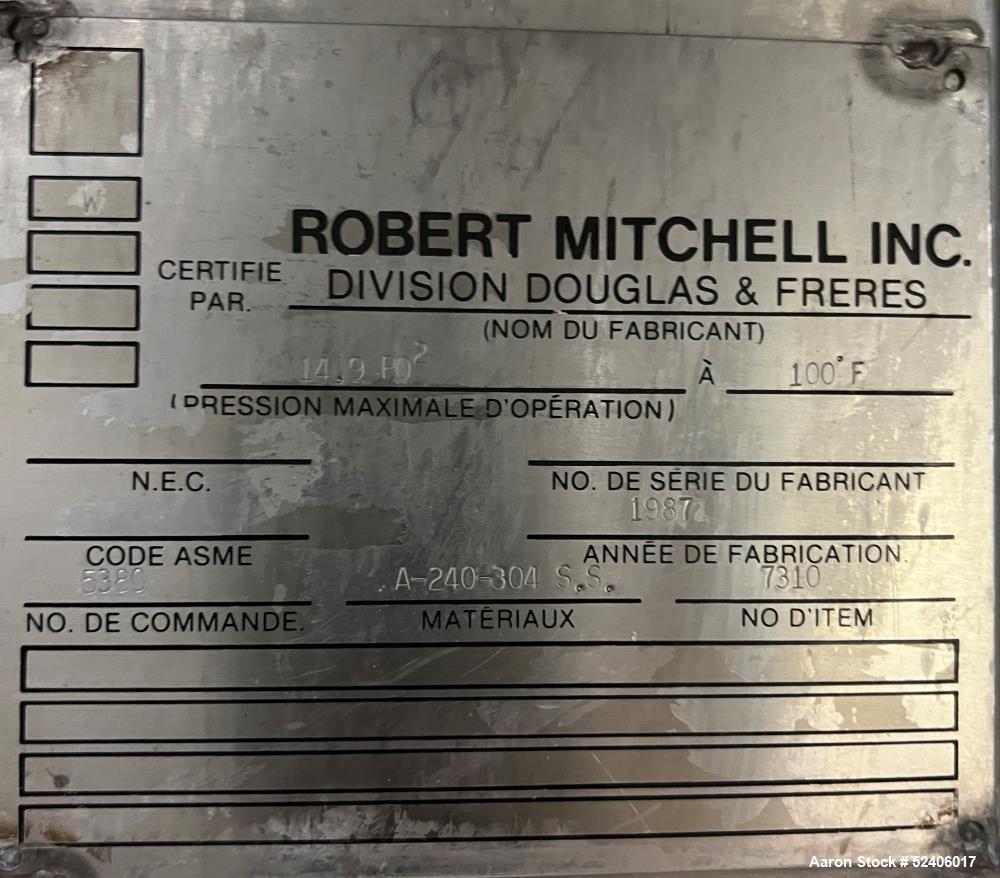 W
ROBERT MITCHELL INC.
CERTIFIE PAR.
DIVISION DOUGLAS & FRERES
(NOM DU FABRICANT)
14,9 PO² À 100°F
(PRESSION MAXIMALE D'OPÉRATION)
N.E.C.
NO. DE SÉRIE DU FABRICANT
1987
CODE ASME
ANNÉE DE FABRICATION.
5380
A-240-304 S.S.
7310
NO. DE COMMANDE.
MATÉRIAUX
NO D'ITEM
Aaron Stock # 52406017